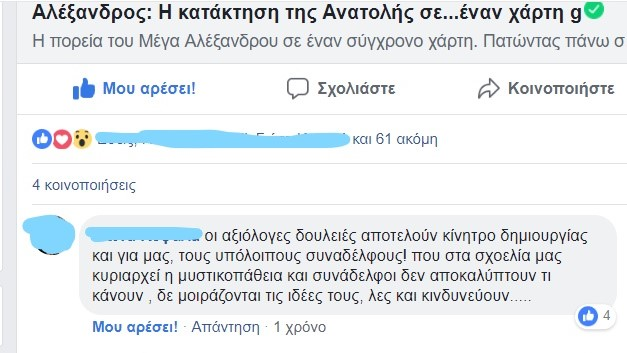 Αλέξανδρος: Η κατάκτηση της Ανατολής σε...έναν χάρτη g
Η πορεία του Μέγα Αλέξανδρου σε έναν σύγχρονο χάρτη. Πατώντας πάνω σ
Μου αρέσει! Σχολιάστε Κοινοποιήστε
και 61 ακόμη
4 κοινοποιήσεις
οι αξιόλογες δουλειές αποτελούν κίνητρο δημιουργίας
και για μας, τους υπόλοιπους συναδέλφους! που στα σχοελία μας
κυριαρχεί η μυστικοπάθεια και συνάδελφοι δεν αποκαλύπτουν τι
κάνουν , δε μοιράζονται τις ιδέες τους, λες και κινδυνεύουν.....
4
Μου αρέσει! · Απάντηση · 1 χρόνο